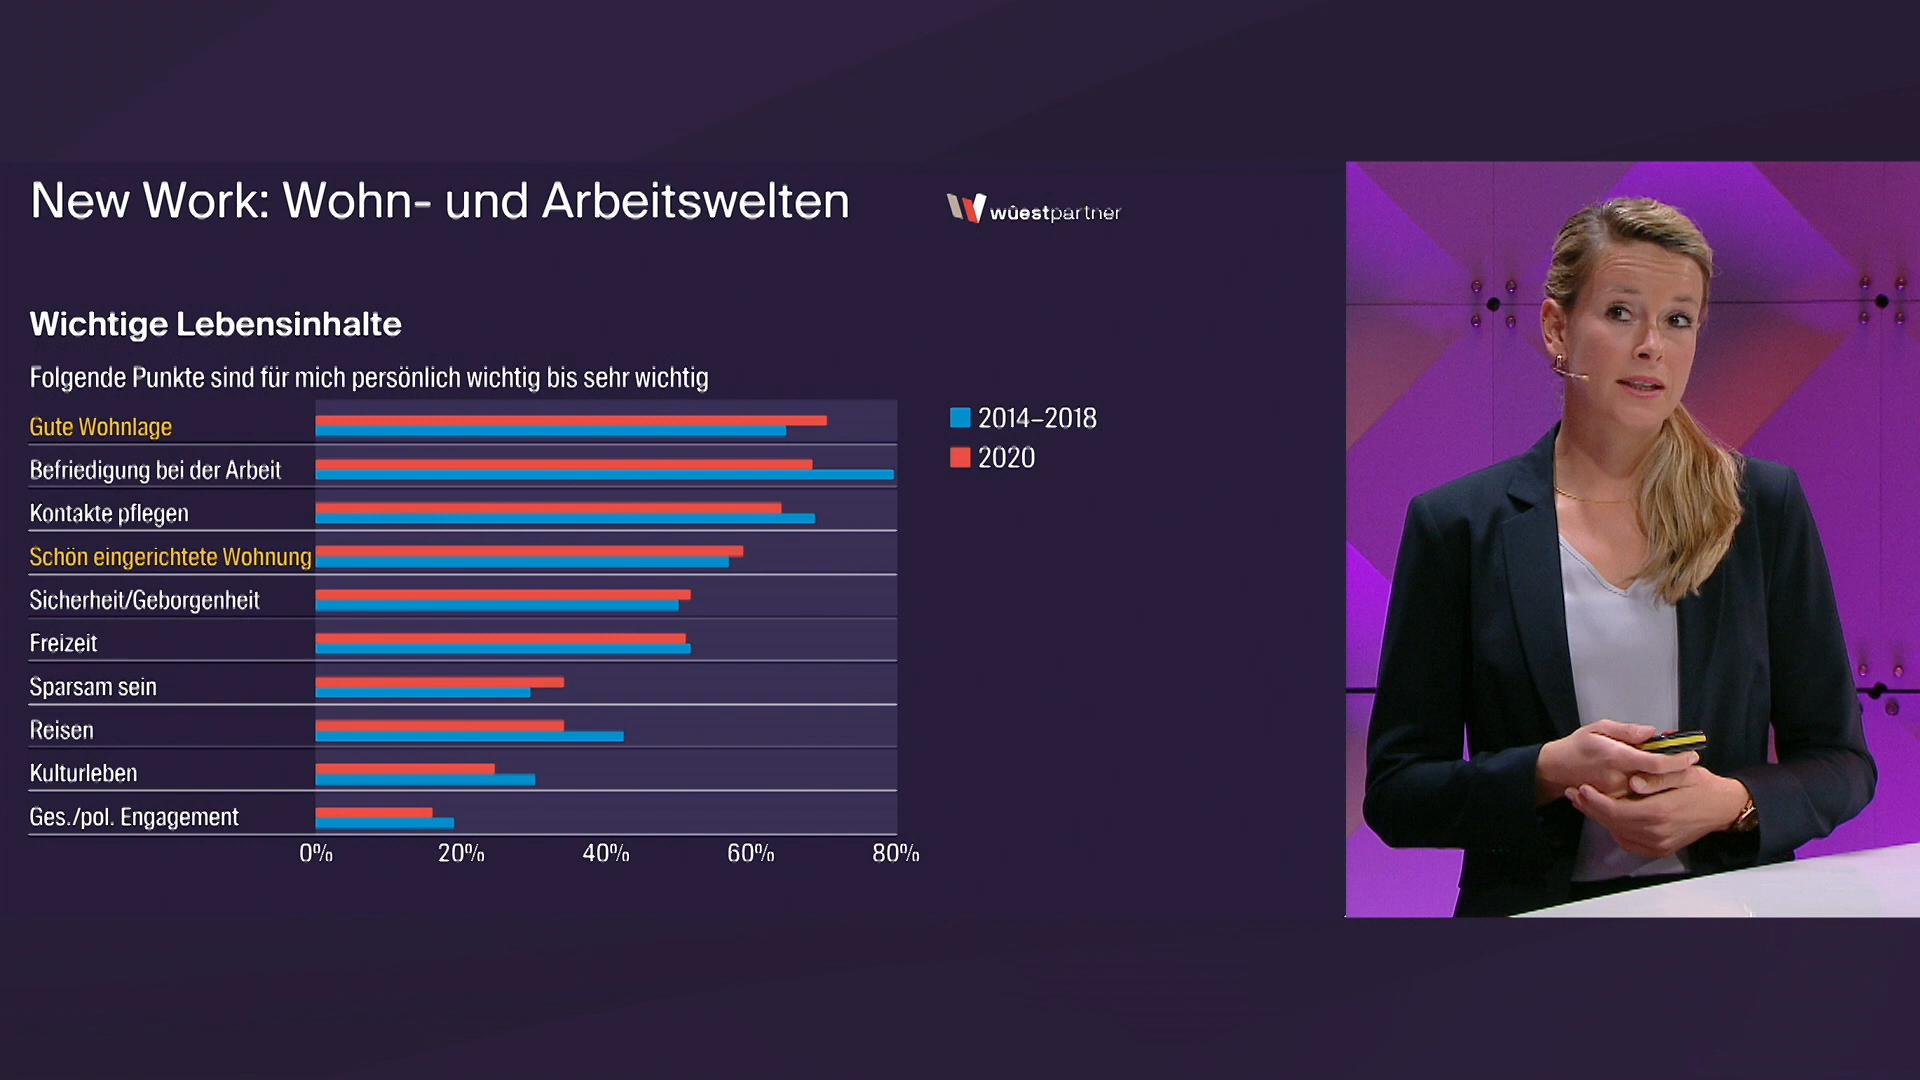 New Work: Wohn- und Arbeitswelten
wüestpartner
Wichtige Lebensinhalte
Folgende Punkte sind für mich persönlich wichtig bis sehr wichtig
Gute Wohnlage
Befriedigung bei der Arbeit
Kontakte pflegen
Schön eingerichtete Wohnung
Sicherheit/Geborgenheit
Freizeit
Sparsam sein
Reisen
Kulturleben
Ges./pol. Engagement
0% 20% 40% 60% 80%
2014–2018
2020